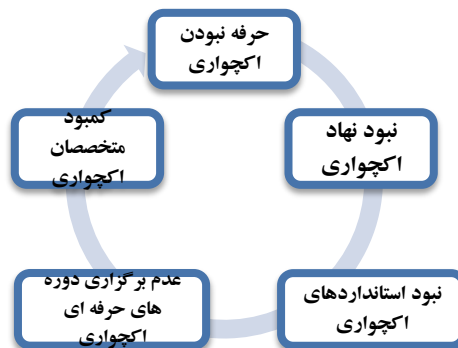 حرفه نبودن
اکچواری
نبود نهاد
اکچواری
نبود استانداردهای
اکچواری
عدم برگزاری دوره
های حرفه ای
اکچواری
کمبود
متخصصان
اکچواری